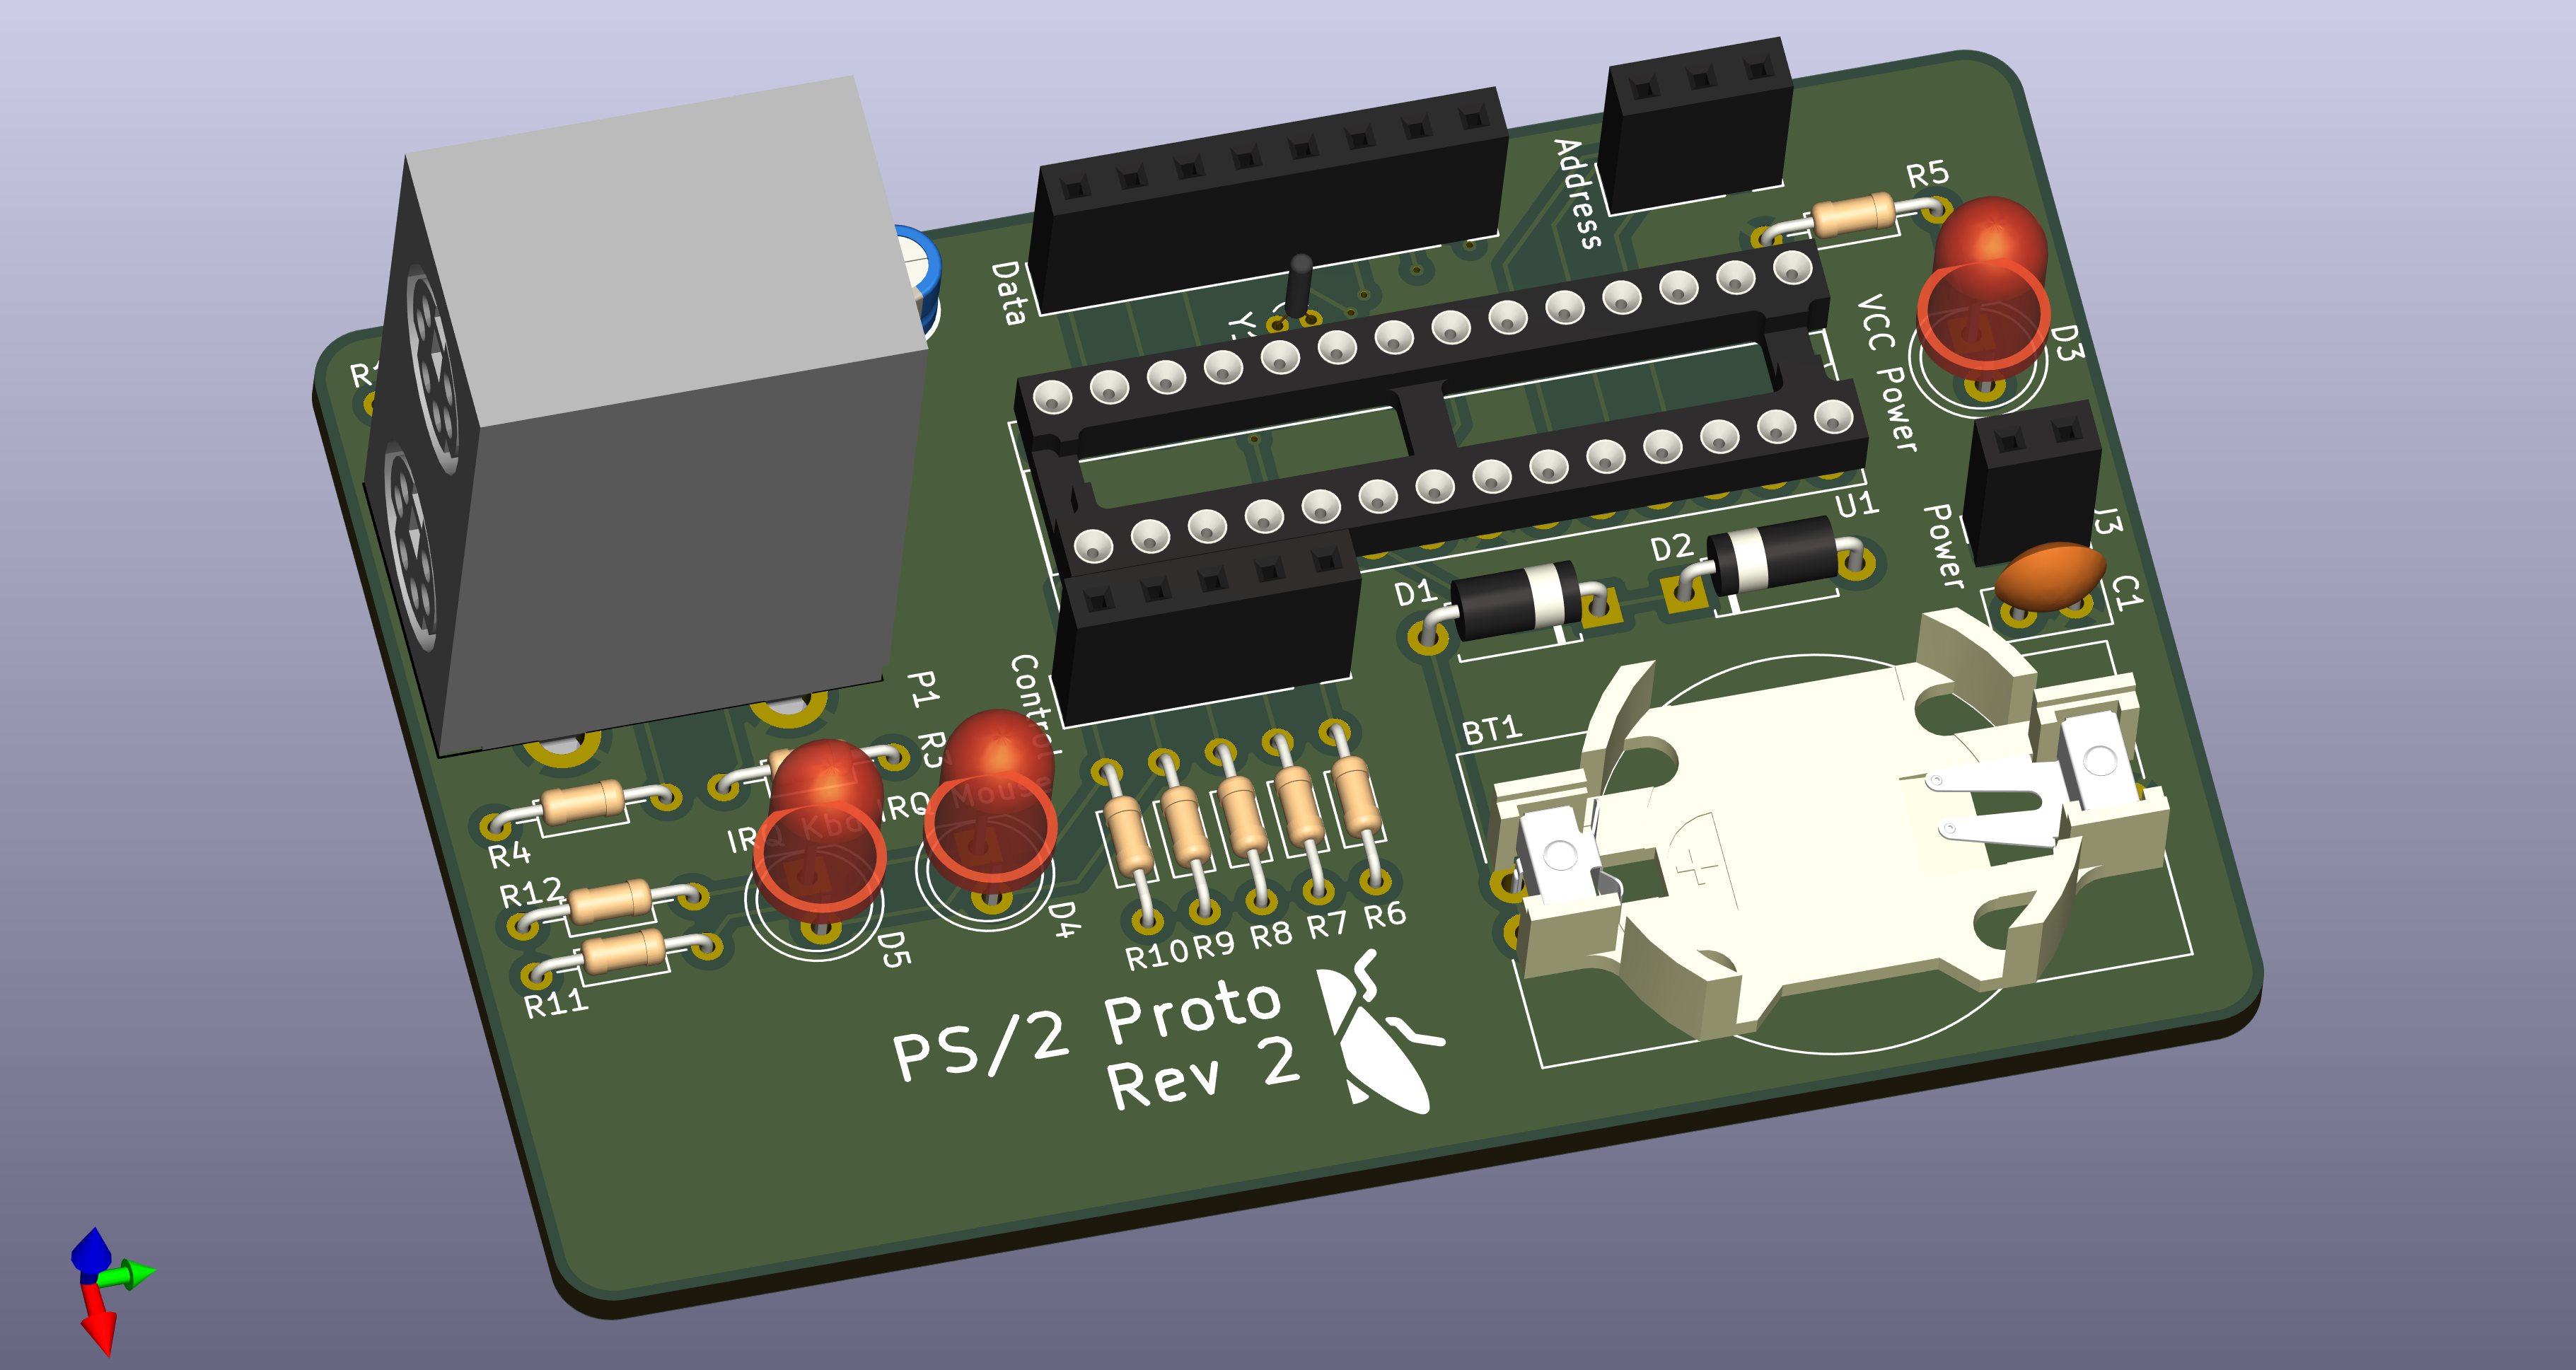 Address
R5
Data
VCC Power
D3
U1
D2
Power
J3
D1
C1
P1
R3
Control
BT1
IRQ Mouse
IRQ Kbd
R4
R12
D4
D5
R10
R9
R8
R7
R6
R11
PS/2 Proto
Rev 2